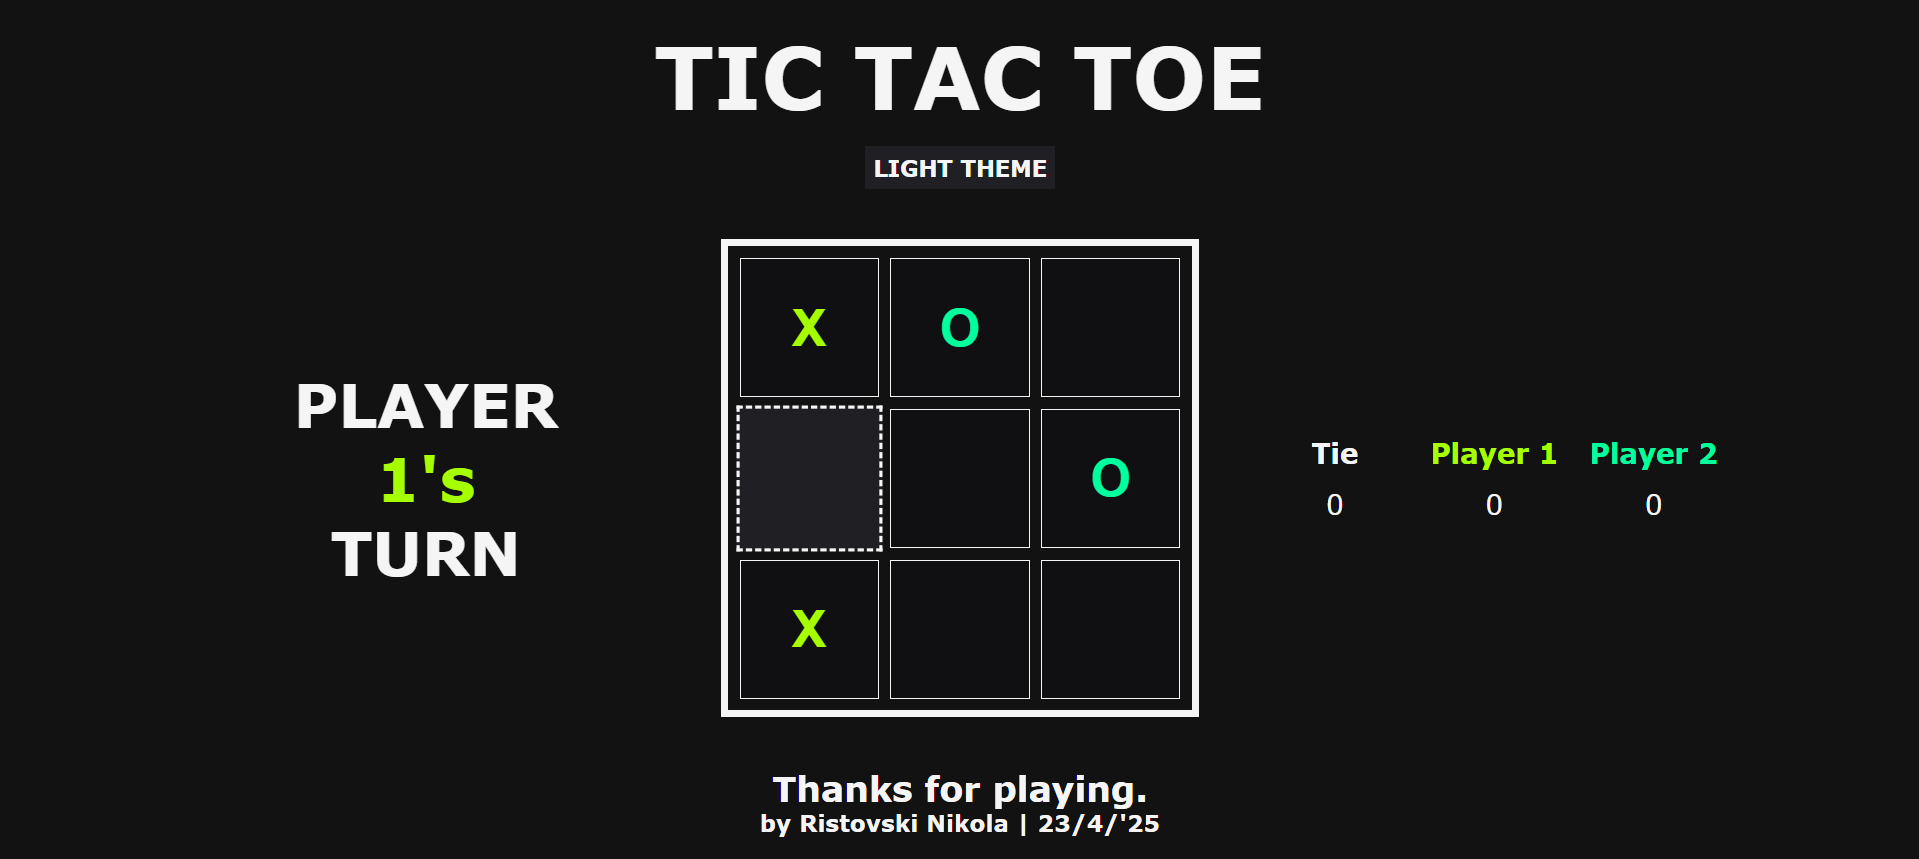 TIC TAC TOE
LIGHT THEME
X O
PLAYER
1's
TURN
O
X
Tie Player 1 Player 2
0 0 0
Thanks for playing.
by Ristovski Nikola | 23/4/'25